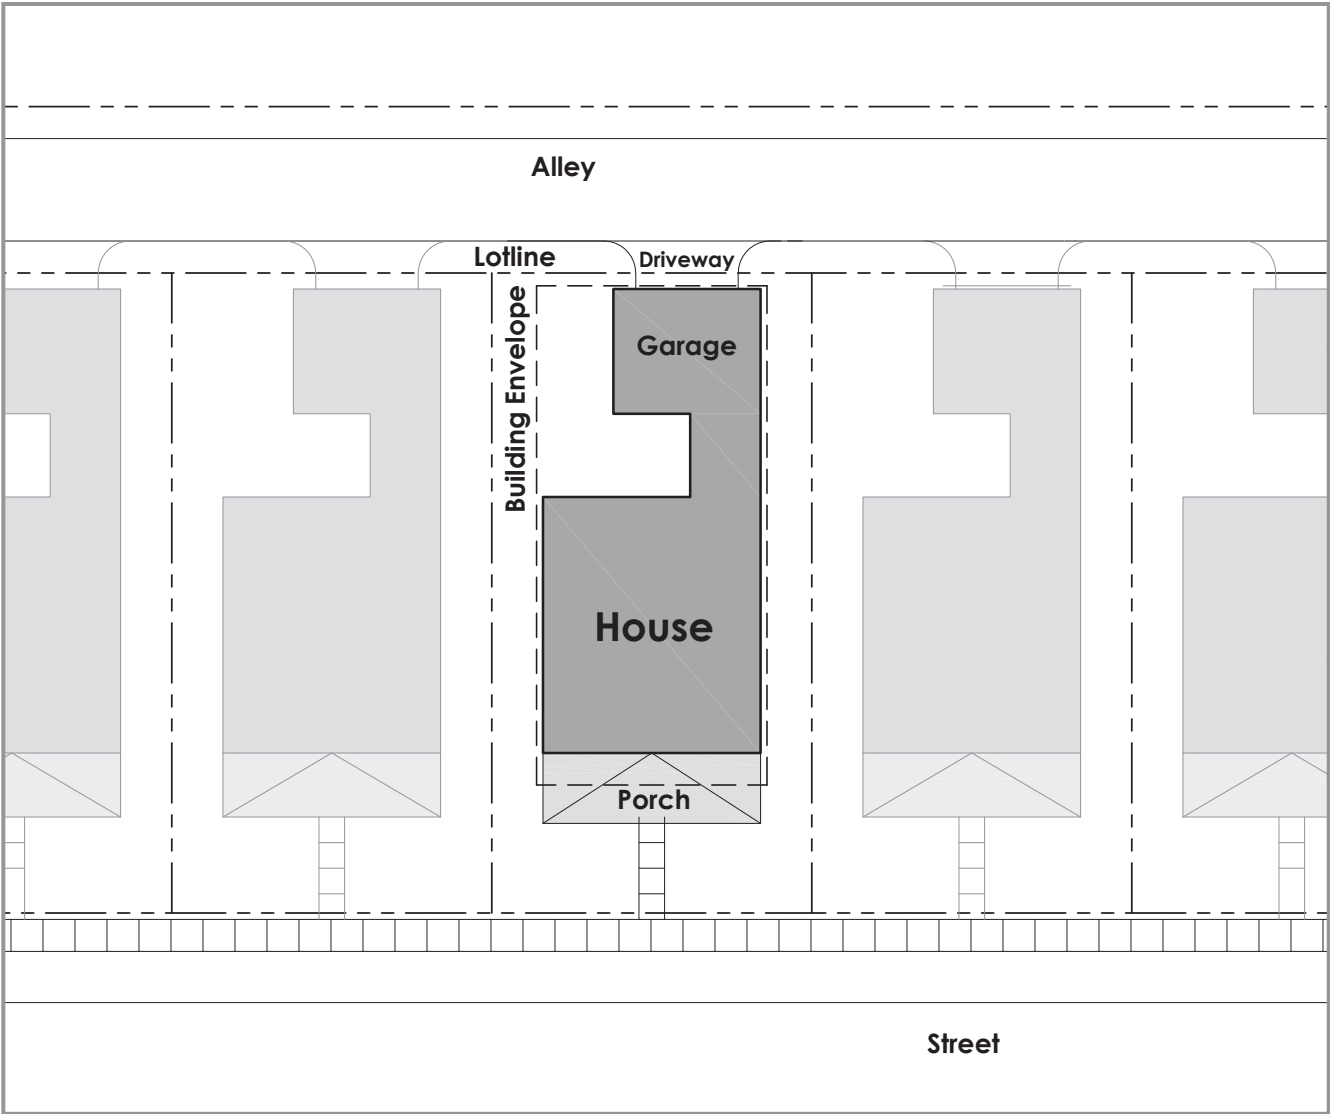 Alley
Lotline
Driveway
Building Envelope
Garage
House
Porch
Street